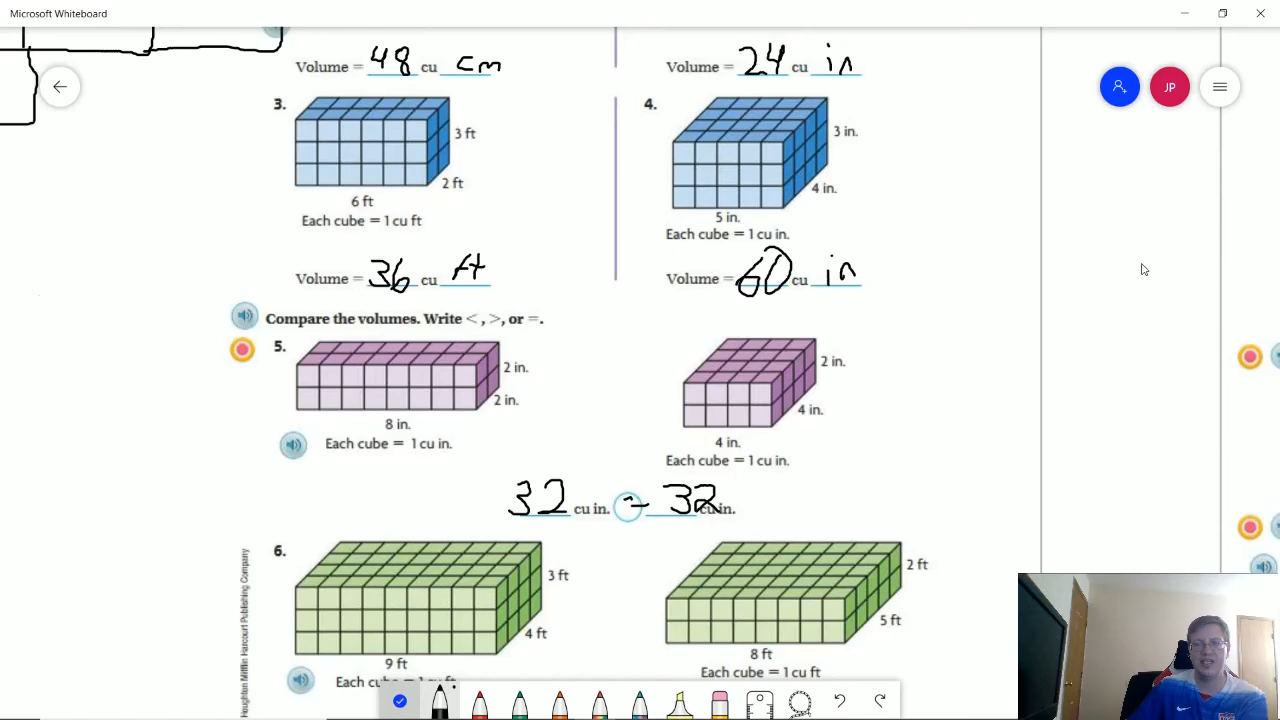 Microsoft Whiteboard
Volume = 48 cu cm
Volume = 24 cu in
JP
3.
3 ft
2 ft
6 ft
Each cube = 1 cu ft
4.
3 in.
4 in.
5 in.
Each cube = 1 cu in.
Volume = 36 cu ft
Volume = 60 cu in
Compare the volumes. Write <, >, or =.
5.
2 in.
2 in.
8 in.
Each cube = 1 cu in.
2 in.
4 in.
4 in.
Each cube = 1 cu in.
32 cu in. = 32 cu in.
6.
3 ft
4 ft
9 ft
Each cu
2 ft
5 ft
8 ft
Each cube = 1 cu ft
Houghton Mifflin Harcourt Publishing Company